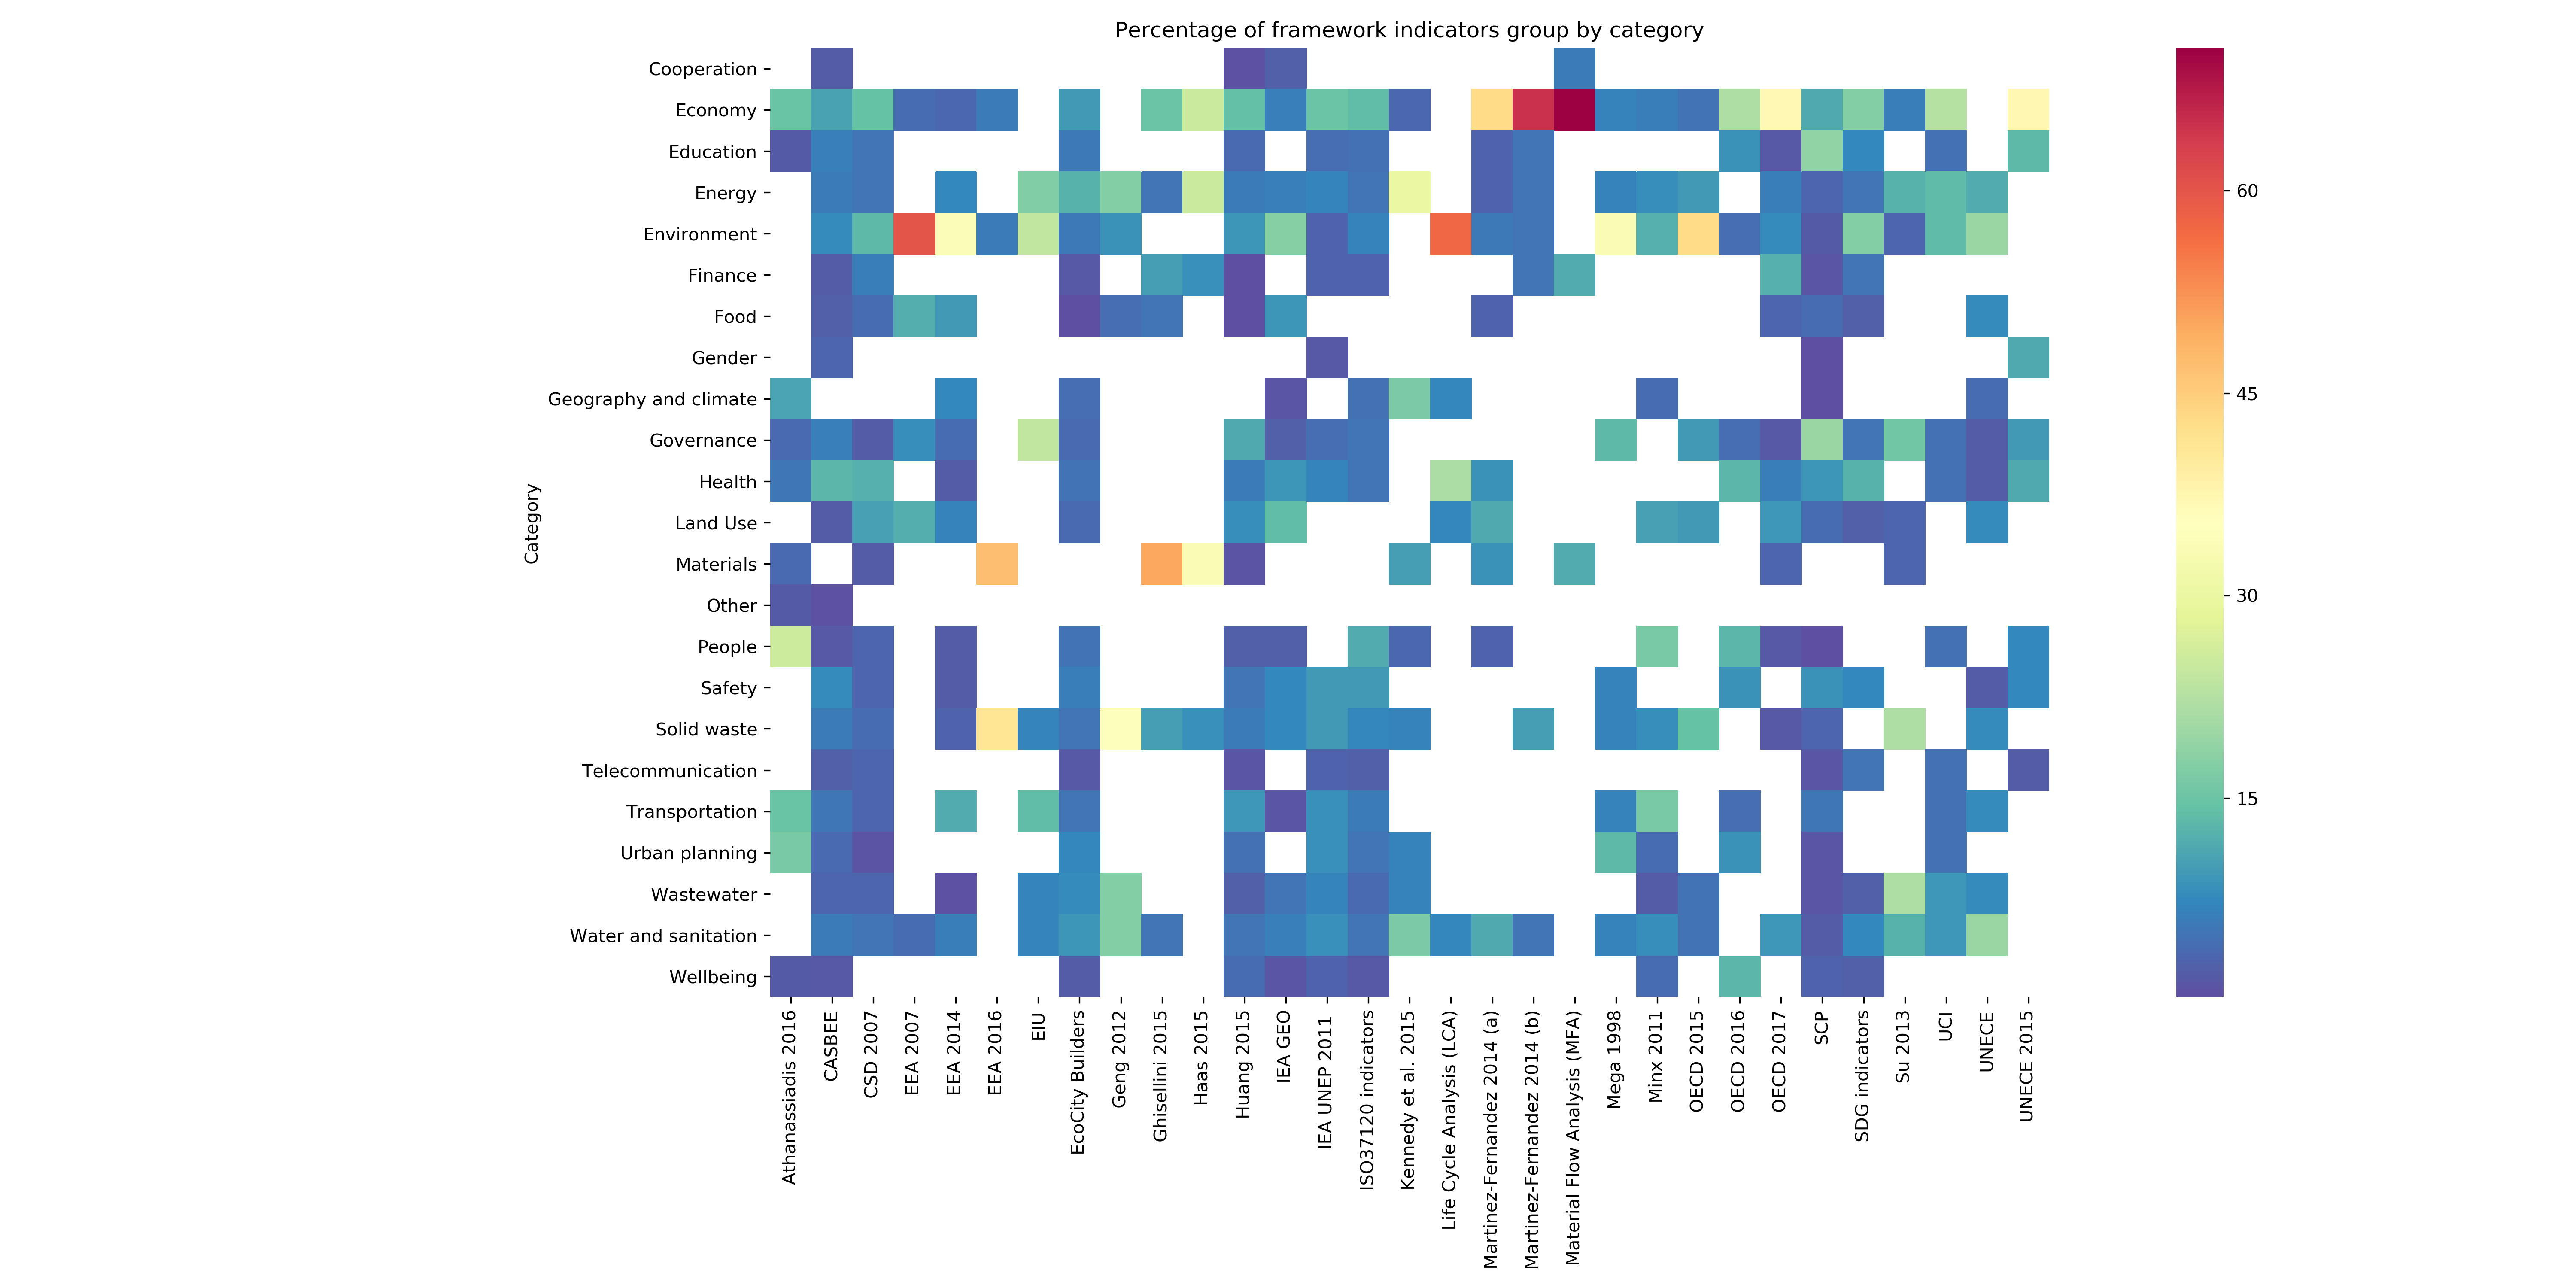 Percentage of framework indicators group by category
Category
Cooperation
Economy
Education
Energy
Environment
Finance
Food
Gender
Geography and climate
Governance
Health
Land Use
Materials
Other
People
Safety
Solid waste
Telecommunication
Transportation
Urban planning
Wastewater
Water and sanitation
Wellbeing
Athanassiadis 2016
CASBEE
CSD 2007
EEA 2007
EEA 2014
EEA 2016
EIU
EcoCity Builders
Geng 2012
Ghisellini 2015
Haas 2015
Huang 2015
IEA GEO
IEA UNEP 2011
ISO37120 indicators
Kennedy et al. 2015
Life Cycle Analysis (LCA)
Martinez-Fernandez 2014 (a)
Martinez-Fernandez 2014 (b)
Material Flow Analysis (MFA)
Mega 1998
Minx 2011
OECD 2015
OECD 2016
OECD 2017
SCP
SDG indicators
Su 2013
UCI
UNECE
UNECE 2015
60
45
30
15